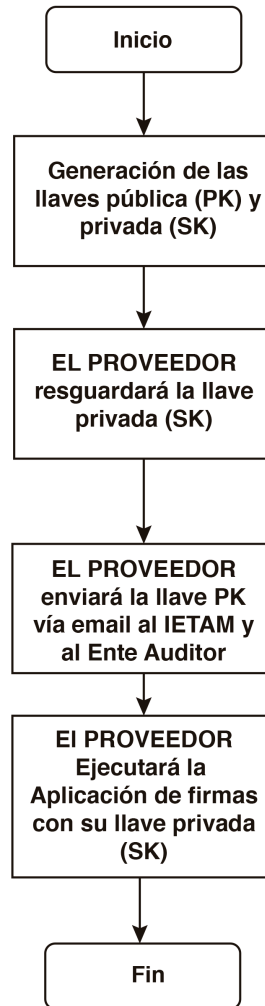 Inicio
Generación de las
llaves pública (PK) y
privada (SK)
EL PROVEEDOR
resguardará la llave
privada (SK)
EL PROVEEDOR
enviará la llave PK
vía email al IETAM y
al Ente Auditor
El PROVEEDOR
Ejecutará la
Aplicación de firmas
con su llave privada
(SK)
Fin